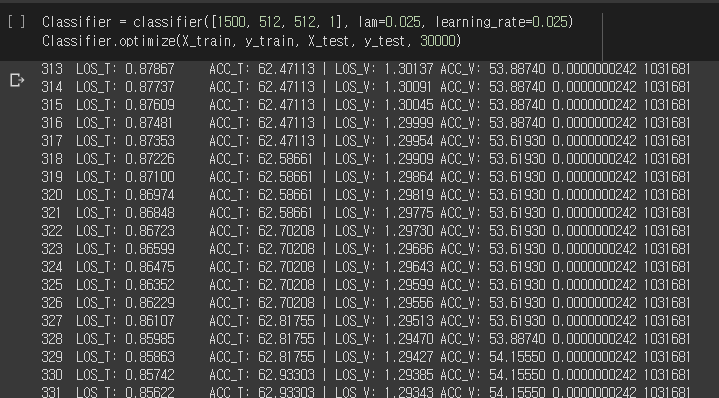 [ ] Classifier = classifier([1500, 512, 512, 1], lam=0.025, learning_rate=0.025)
Classifier.optimize(X_train, y_train, X_test, y_test, 30000)
313 LOS_T: 0.87867 ACC_T: 62.47113 | LOS_V: 1.30137 ACC_V: 53.88740 0.0000000242 1031681
314 LOS_T: 0.87737 ACC_T: 62.47113 | LOS_V: 1.30091 ACC_V: 53.88740 0.0000000242 1031681
315 LOS_T: 0.87609 ACC_T: 62.47113 | LOS_V: 1.30045 ACC_V: 53.88740 0.0000000242 1031681
316 LOS_T: 0.87481 ACC_T: 62.47113 | LOS_V: 1.29999 ACC_V: 53.88740 0.0000000242 1031681
317 LOS_T: 0.87353 ACC_T: 62.47113 | LOS_V: 1.29954 ACC_V: 53.61930 0.0000000242 1031681
318 LOS_T: 0.87226 ACC_T: 62.58661 | LOS_V: 1.29909 ACC_V: 53.61930 0.0000000242 1031681
319 LOS_T: 0.87100 ACC_T: 62.58661 | LOS_V: 1.29864 ACC_V: 53.61930 0.0000000242 1031681
320 LOS_T: 0.86974 ACC_T: 62.58661 | LOS_V: 1.29819 ACC_V: 53.61930 0.0000000242 1031681
321 LOS_T: 0.86848 ACC_T: 62.58661 | LOS_V: 1.29775 ACC_V: 53.61930 0.0000000242 1031681
322 LOS_T: 0.86723 ACC_T: 62.70208 | LOS_V: 1.29730 ACC_V: 53.61930 0.0000000242 1031681
323 LOS_T: 0.86599 ACC_T: 62.70208 | LOS_V: 1.29686 ACC_V: 53.61930 0.0000000242 1031681
324 LOS_T: 0.86475 ACC_T: 62.70208 | LOS_V: 1.29643 ACC_V: 53.61930 0.0000000242 1031681
325 LOS_T: 0.86352 ACC_T: 62.70208 | LOS_V: 1.29599 ACC_V: 53.61930 0.0000000242 1031681
326 LOS_T: 0.86229 ACC_T: 62.70208 | LOS_V: 1.29556 ACC_V: 53.61930 0.0000000242 1031681
327 LOS_T: 0.86107 ACC_T: 62.81755 | LOS_V: 1.29513 ACC_V: 53.61930 0.0000000242 1031681
328 LOS_T: 0.85985 ACC_T: 62.81755 | LOS_V: 1.29470 ACC_V: 53.88740 0.0000000242 1031681
329 LOS_T: 0.85863 ACC_T: 62.81755 | LOS_V: 1.29427 ACC_V: 54.15550 0.0000000242 1031681
330 LOS_T: 0.85742 ACC_T: 62.93303 | LOS_V: 1.29385 ACC_V: 54.15550 0.0000000242 1031681
331 LOS_T: 0.85622 ACC_T: 62.93303 | LOS_V: 1.29343 ACC_V: 54.15550 0.0000000242 1031681